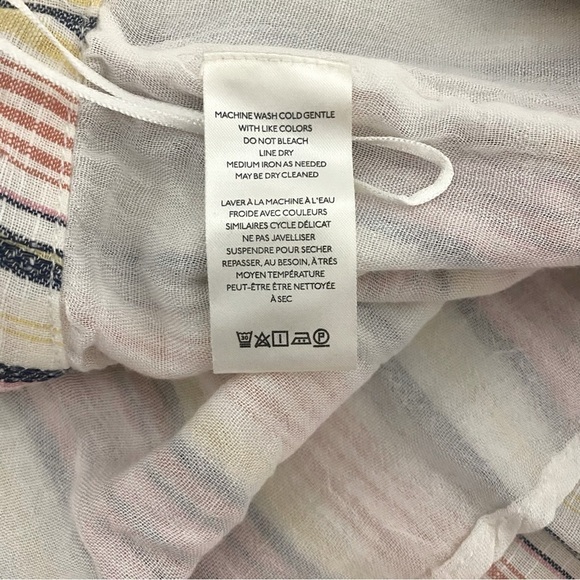 MACHINE WASH COLD GENTLE
WITH LIKE COLORS
DO NOT BLEACH
LINE DRY
MEDIUM IRON AS NEEDED
MAY BE DRY CLEANED
LAVER À LA MACHINE À L'EAU
FROIDE AVEC COULEURS
SIMILAIRES CYCLE DÉLICAT
NE PAS JAVELLISER
SUSPENDRE POUR SECHER
REPASSER, AU BESOIN, À TRÉS
MOYEN TEMPÉRATURE
PEUT-ÊTRE ÊTRE NETTOYÉE
À SEC
30 P